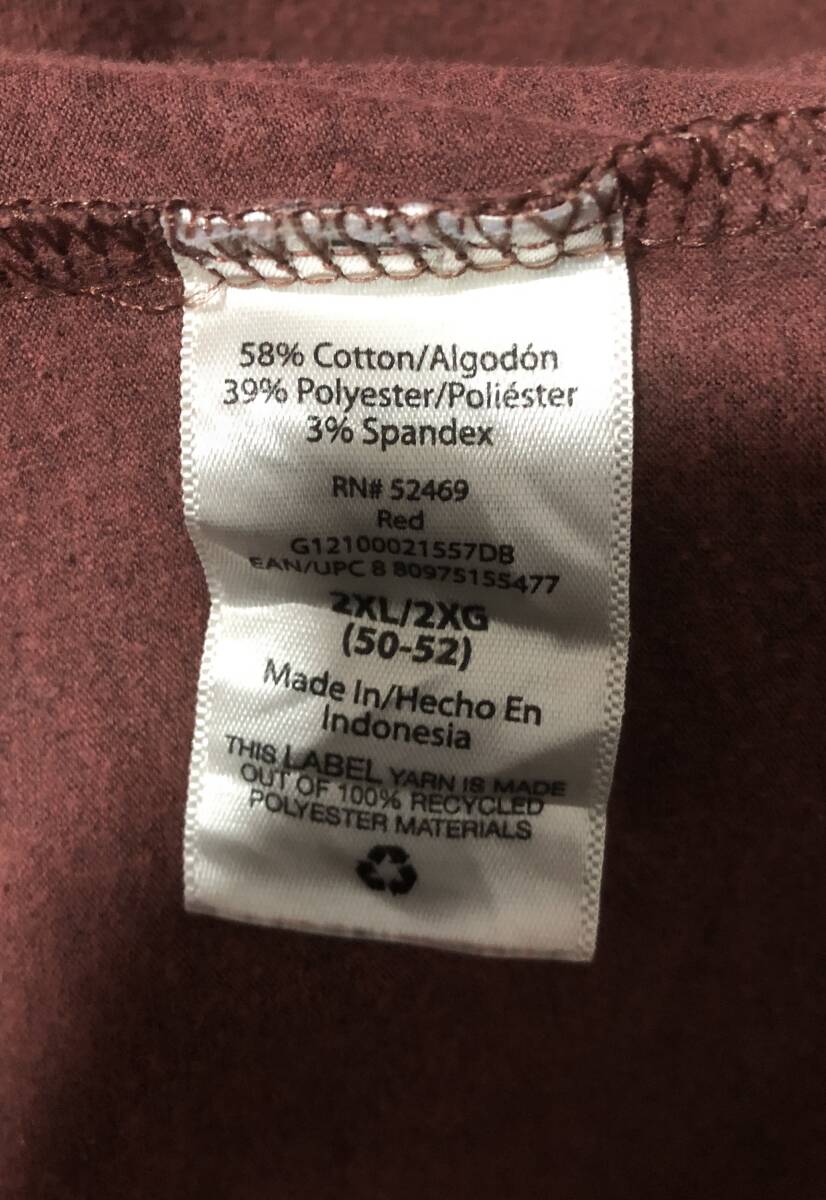 58% Cotton/Algodón
39% Polyester/Poliéster
3% Spandex
RN# 52469
Red
G12100021557DB
EAN/UPC 8 80975155477
2XL/2XG
(50-52)
Made In/Hecho En
Indonesia
THIS LABEL YARN IS MADE
OUT OF 100% RECYCLED
POLYESTER MATERIALS